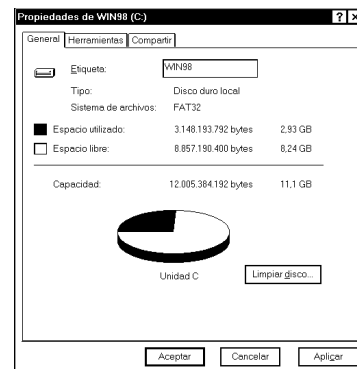 Propiedades de WIN98 (C:)
General Herramientas Compartir
Etiqueta: WIN98
Tipo: Disco duro local
Sistema de archivos: FAT32
Espacio utilizado: 3.148.193.792 bytes 2,93 GB
Espacio libre: 8.857.190.400 bytes 8,24 GB
Capacidad: 12.005.384.192 bytes 11,1 GB
Unidad C
Limpiar disco...
Aceptar Cancelar Aplicar